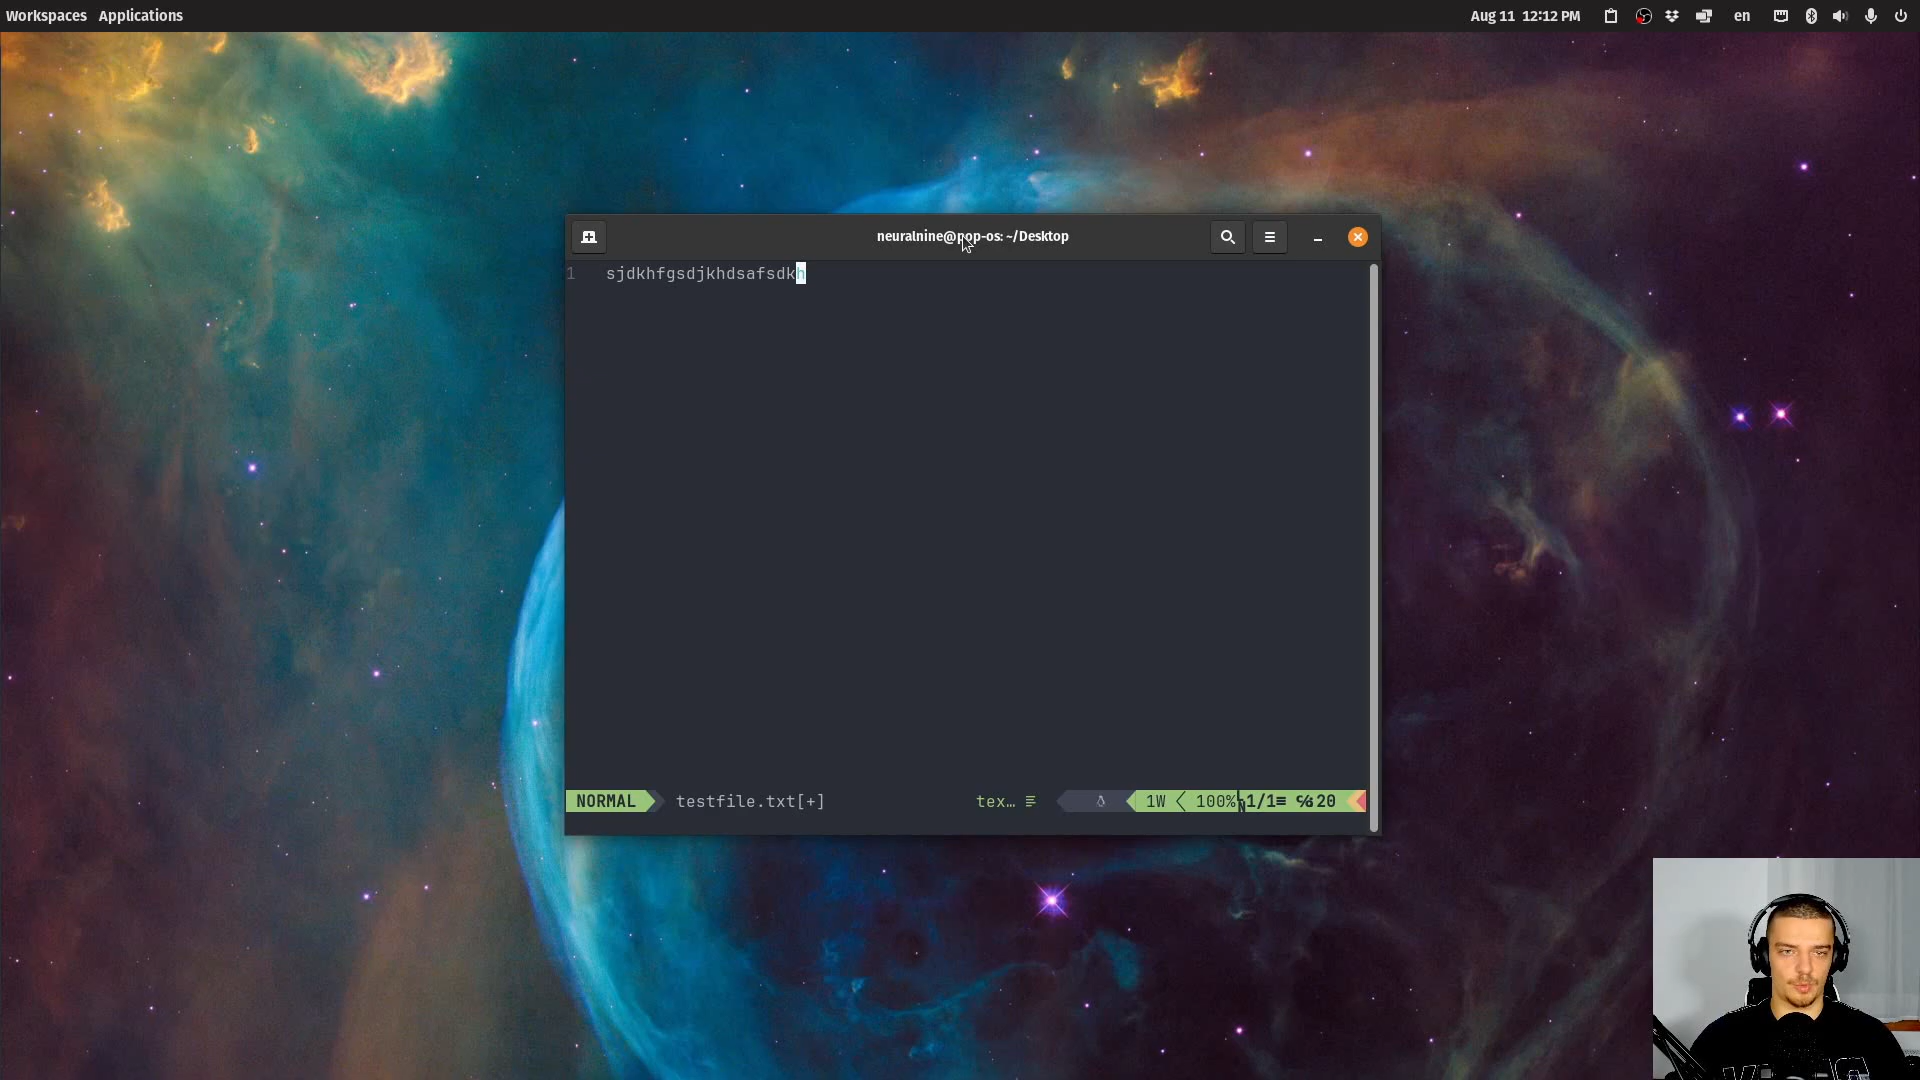 Workspaces Applications
Aug 11 12:12 PM
en
neuralnine@pop-os: ~/Desktop
1 sjdkhfgsdjkhdsafsdkh
NORMAL testfile.txt[+] tex… 1W 100% 1/1 20